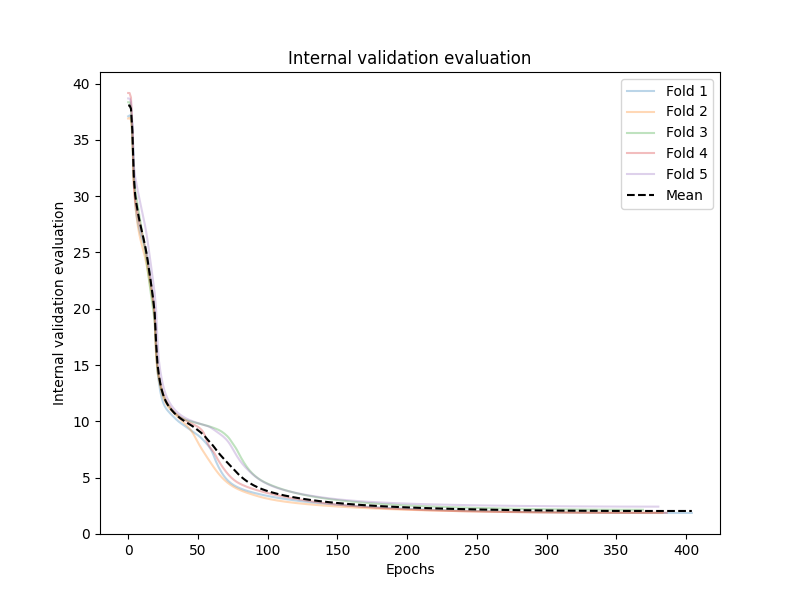 Internal validation evaluation
Internal validation evaluation
40
35
30
25
20
15
10
5
0
0 50 100 150 200 250 300 350 400
Epochs
Fold 1
Fold 2
Fold 3
Fold 4
Fold 5
Mean